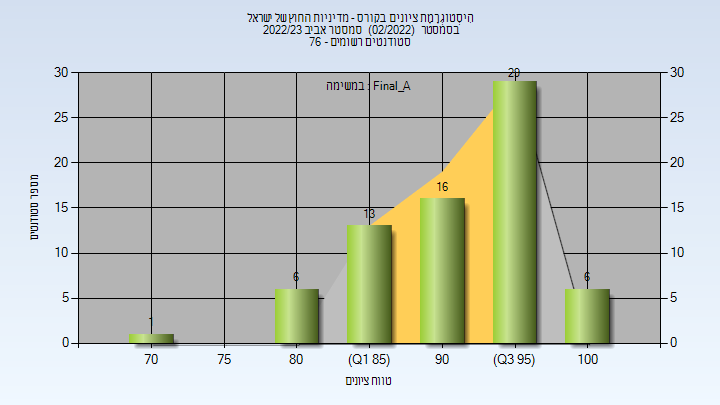 היסטוגרמת ציונים בקורס - מדיניות החוץ של ישראל
בסמסטר (02/2022) סמסטר אביב 2022/23
סטודנטים רשומים - 76
במשימה : Final_A
30 30
25 25
20 20
15 15
10 10
5 5
0 0
1 6 13 16 29 6
מספר סטודנטים
70 75 80 (Q1 85) 90 (Q3 95) 100
טווח ציונים